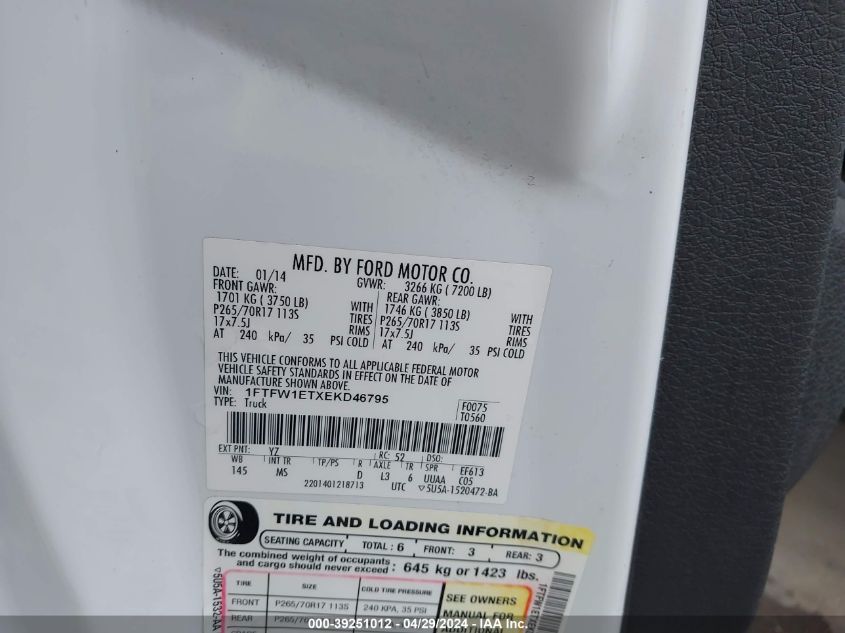 MFD. BY FORD MOTOR CO.
DATE: 01/14 GVWR: 3266 KG ( 7200 LB)
FRONT GAWR: REAR GAWR:
1701 KG ( 3750 LB) WITH 1746 KG ( 3850 LB) WITH
P265/70R17 113S TIRES P265/70R17 113S TIRES
17x7.5J RIMS 17x7.5J RIMS
AT 240 kPa/ 35 PSI COLD AT 240 kPa/ 35 PSI COLD
THIS VEHICLE CONFORMS TO ALL APPLICABLE FEDERAL MOTOR
VEHICLE SAFETY STANDARDS IN EFFECT ON THE DATE OF
MANUFACTURE SHOWN ABOVE.
VIN: 1FTFW1ETXEKD46795 F0075
TYPE: Truck T0560
EXT PNT: YZ RC: 52 DSO:
WB INT TR TP/PS R AXLE TR SPR EF613
145 MS D L3 6 UUAA C05
2201401218713 UTC ▽5U5A-1520472-BA
TIRE AND LOADING INFORMATION
SEATING CAPACITY TOTAL: 6 FRONT: 3 REAR: 3
The combined weight of occupants
and cargo should never exceed : 645 kg or 1423 lbs.
TIRE SIZE COLD TIRE PRESSURE SEE OWNERS
FRONT P265/70R17 113S 240 KPA, 35 PSI MANUAL FOR
REAR ADDITIONAL
▽5U5A-1532-AA
000-39251012 - 04/29/2024 - IAA Inc.